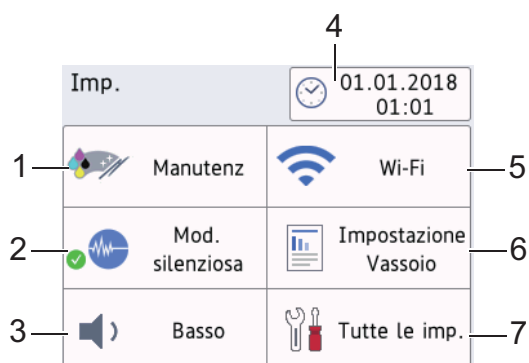 4
Imp.
01.01.2018
01:01
1
Manutenz
Wi-Fi
5
2
Mod.
silenziosa
Impostazione
Vassoio
6
3
Basso
Tutte le imp.
7